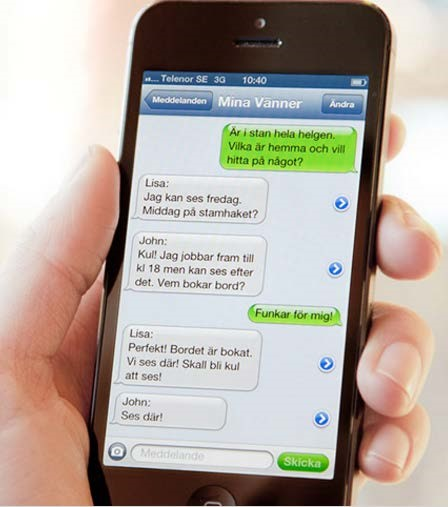 Telenor SE 3G 10:40
Meddelanden Mina Vänner Ändra
Är i stan hela helgen.
Vilka är hemma och vill
hitta på något?
Lisa:
Jag kan ses fredag.
Middag på stamhaket?
John:
Kul! Jag jobbar fram till
kl 18 men kan ses efter
det. Vem bokar bord?
Funkar för mig!
Lisa:
Perfekt! Bordet är bokat.
Vi ses där! Skall bli kul
att ses!
John:
Ses där!
Meddelande Skicka